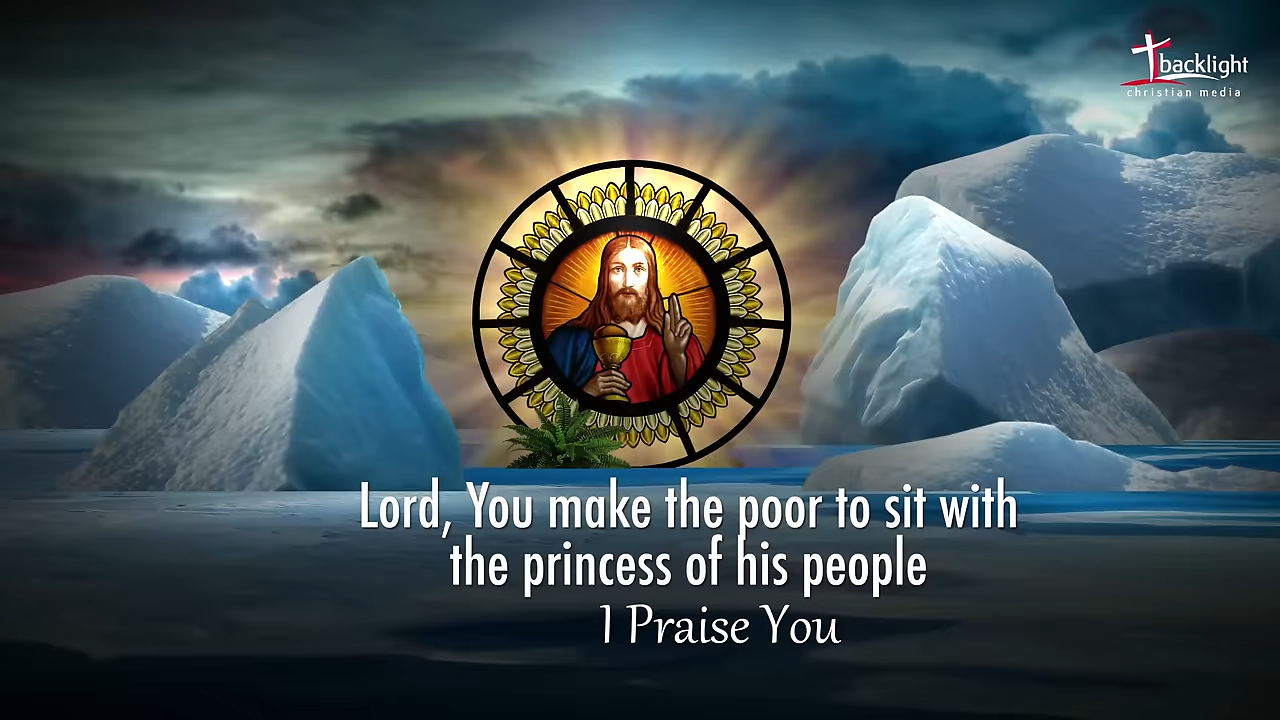 backlight
christian media
Lord, You make the poor to sit with
the princess of his people
I Praise You